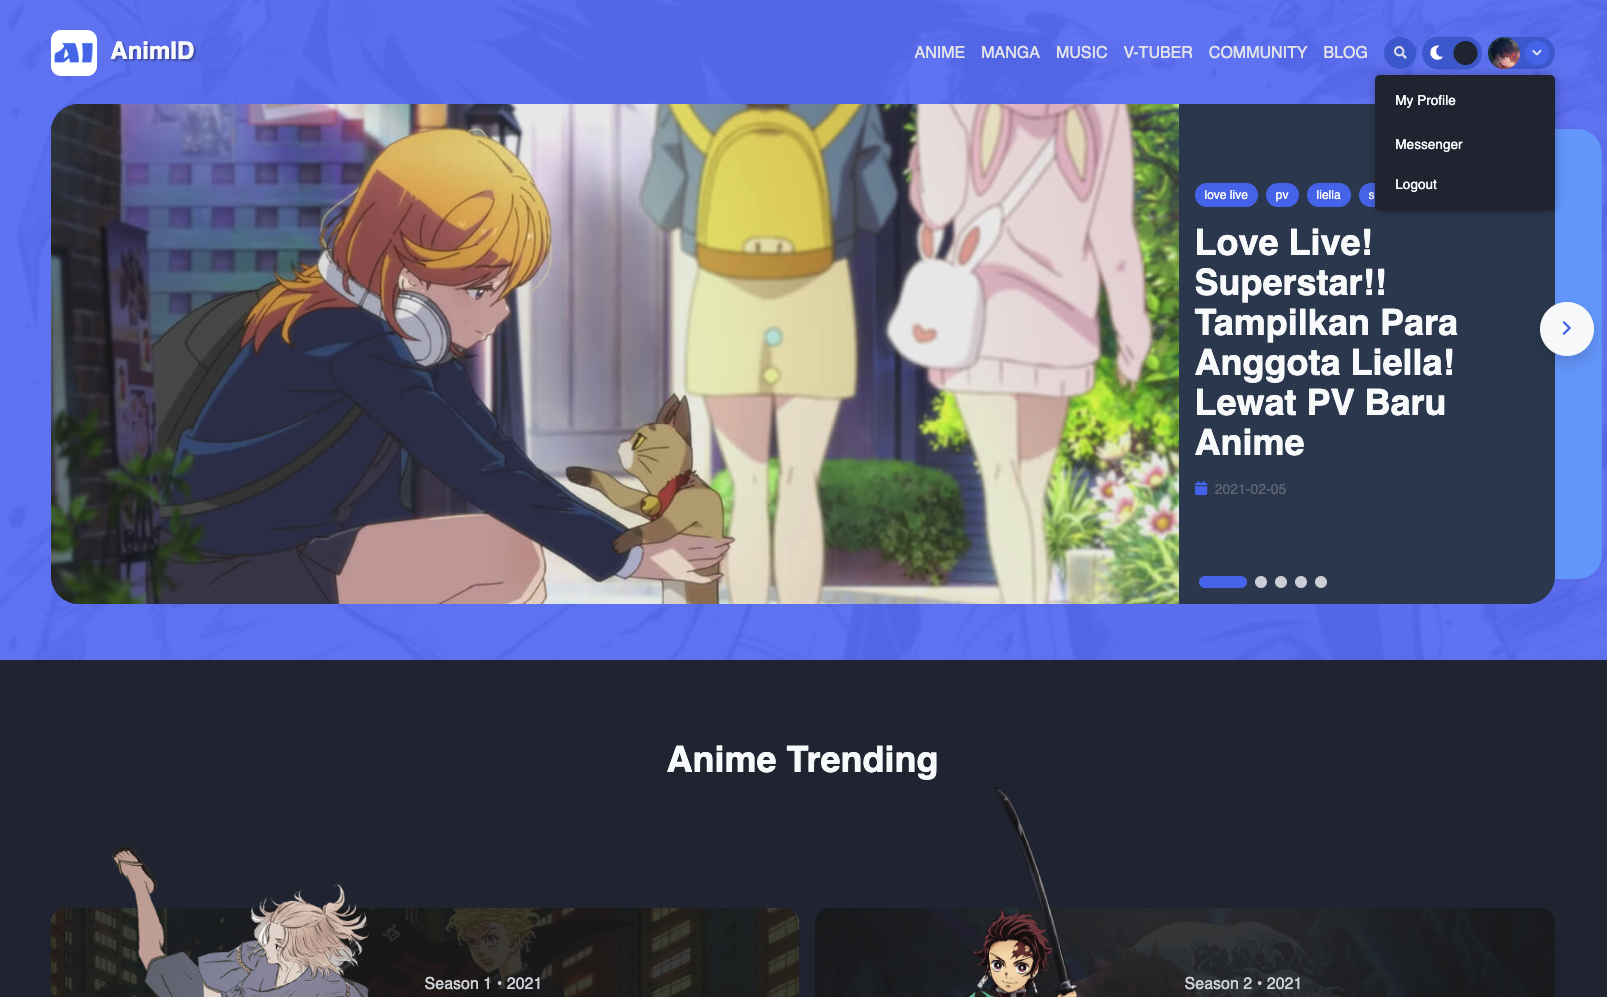 AI
AnimID
ANIME MANGA MUSIC V-TUBER COMMUNITY BLOG
My Profile
Messenger
Logout
love live pv liella s
Love Live!
Superstar!!
Tampilkan Para
Anggota Liella!
Lewat PV Baru
Anime
2021-02-05
Anime Trending
Season 1 • 2021
Season 2 • 2021